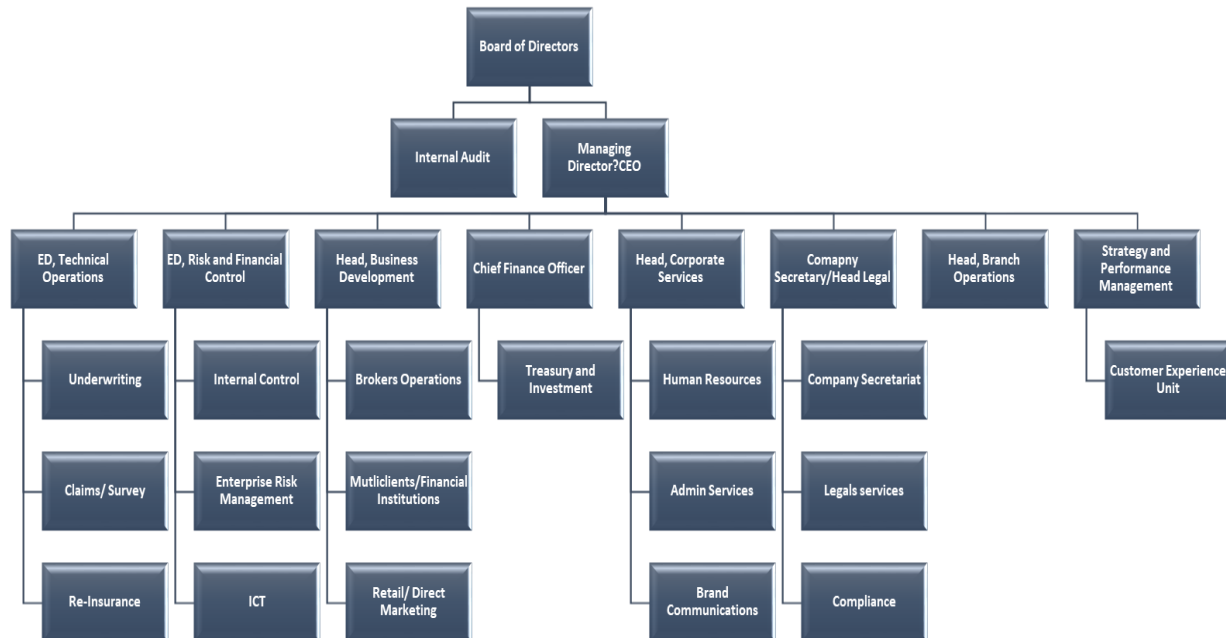 Board of Directors
Internal Audit
Managing
Director?CEO
ED, Technical
Operations
ED, Risk and Financial
Control
Head, Business
Development
Chief Finance Officer
Head, Corporate
Services
Comapny
Secretary/Head Legal
Head, Branch
Operations
Strategy and
Performance
Management
Underwriting
Internal Control
Brokers Operations
Treasury and
Investment
Human Resources
Company Secretariat
Customer Experience
Unit
Claims/ Survey
Enterprise Risk
Management
Mutliclients/Financial
Institutions
Admin Services
Legals services
Re-Insurance
ICT
Retail/ Direct
Marketing
Brand
Communications
Compliance